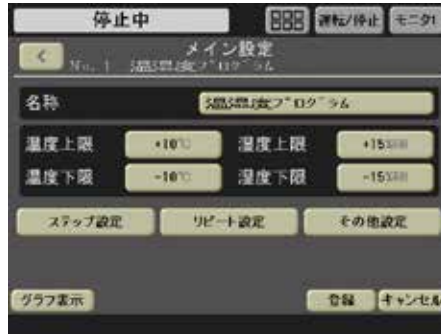 停止中 運転/停止 モニタ1
メイン設定
No. 1 温湿度プログラム
名称 温湿度プログラム
温度上限 +10℃ 湿度上限 +15%RH
温度下限 -10℃ 湿度下限 -15%RH
ステップ設定 リピート設定 その他設定
グラフ表示 登録 キャンセル